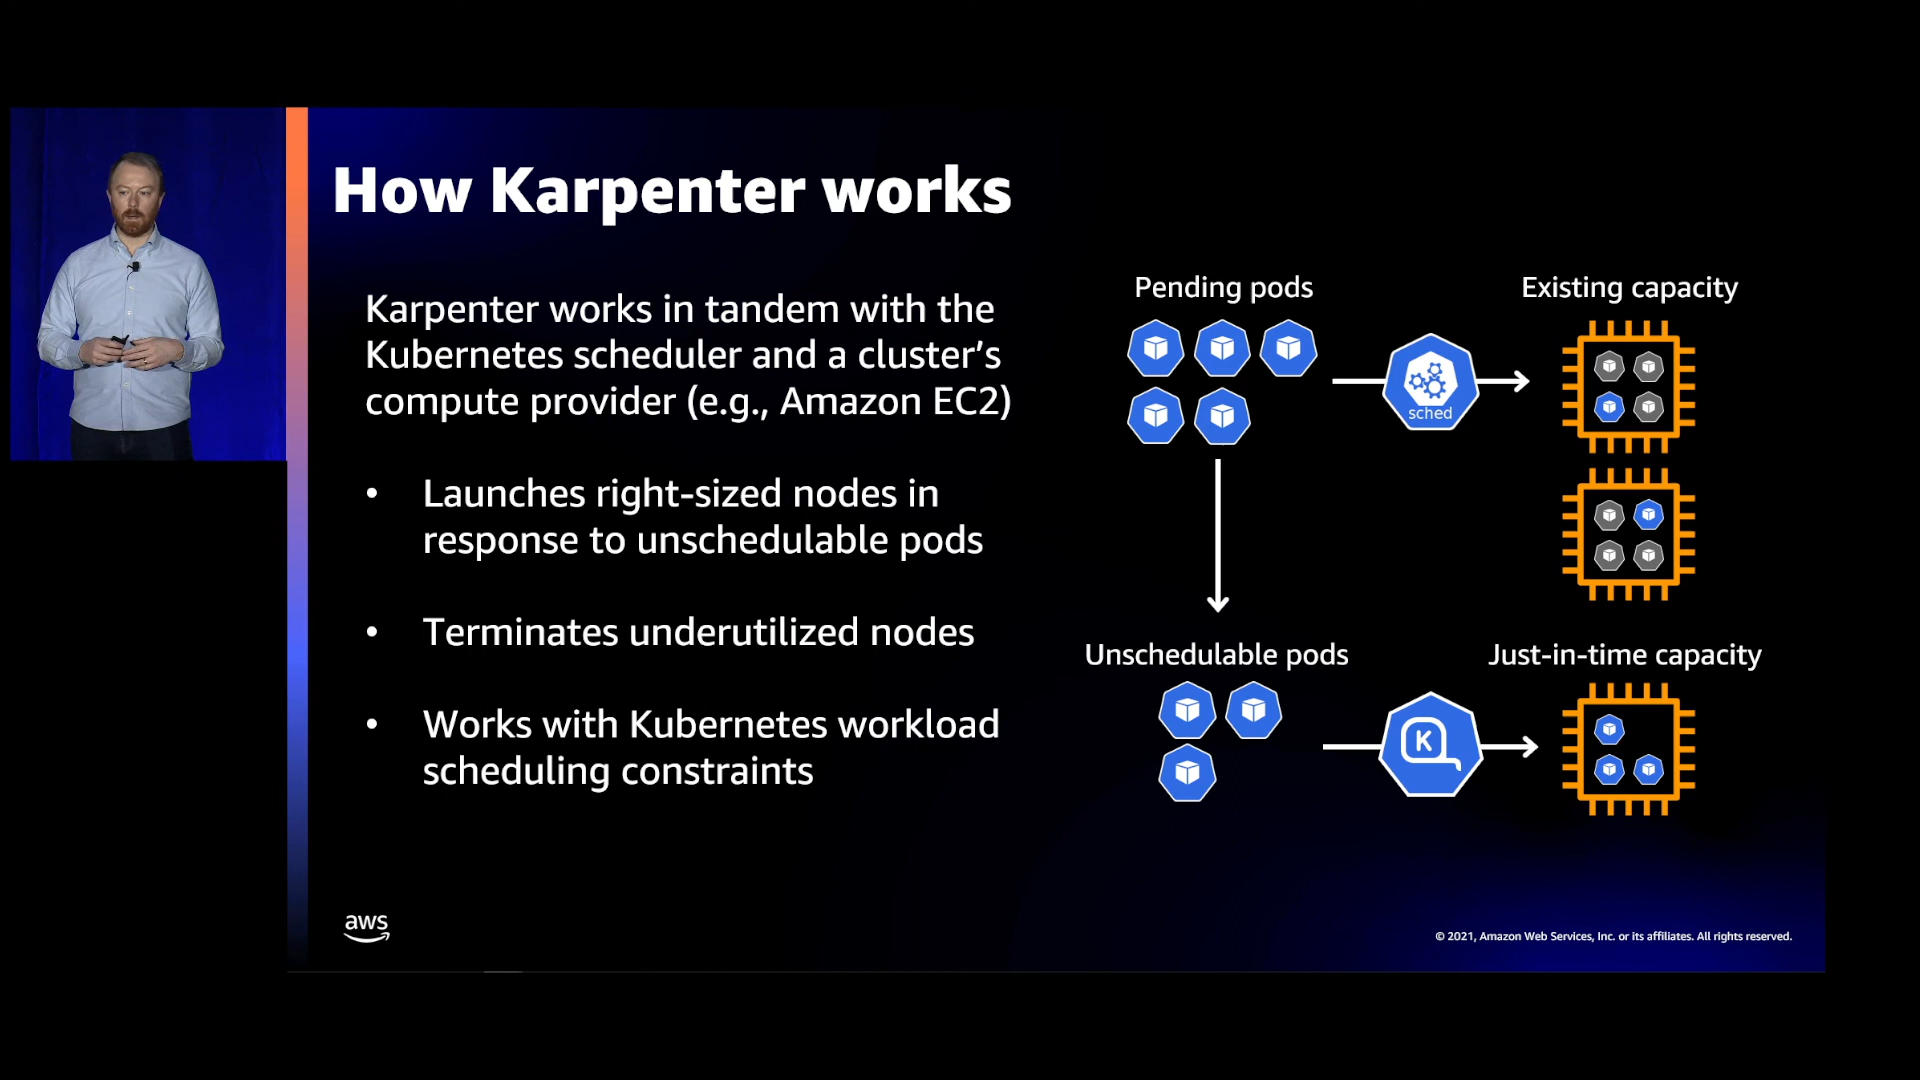 How Karpenter works
Karpenter works in tandem with the
Kubernetes scheduler and a cluster's
compute provider (e.g., Amazon EC2)
• Launches right-sized nodes in
response to unschedulable pods
• Terminates underutilized nodes
• Works with Kubernetes workload
scheduling constraints
Pending pods
Existing capacity
sched
Unschedulable pods
Just-in-time capacity
K
aws
© 2021, Amazon Web Services, Inc. or its affiliates. All rights reserved.